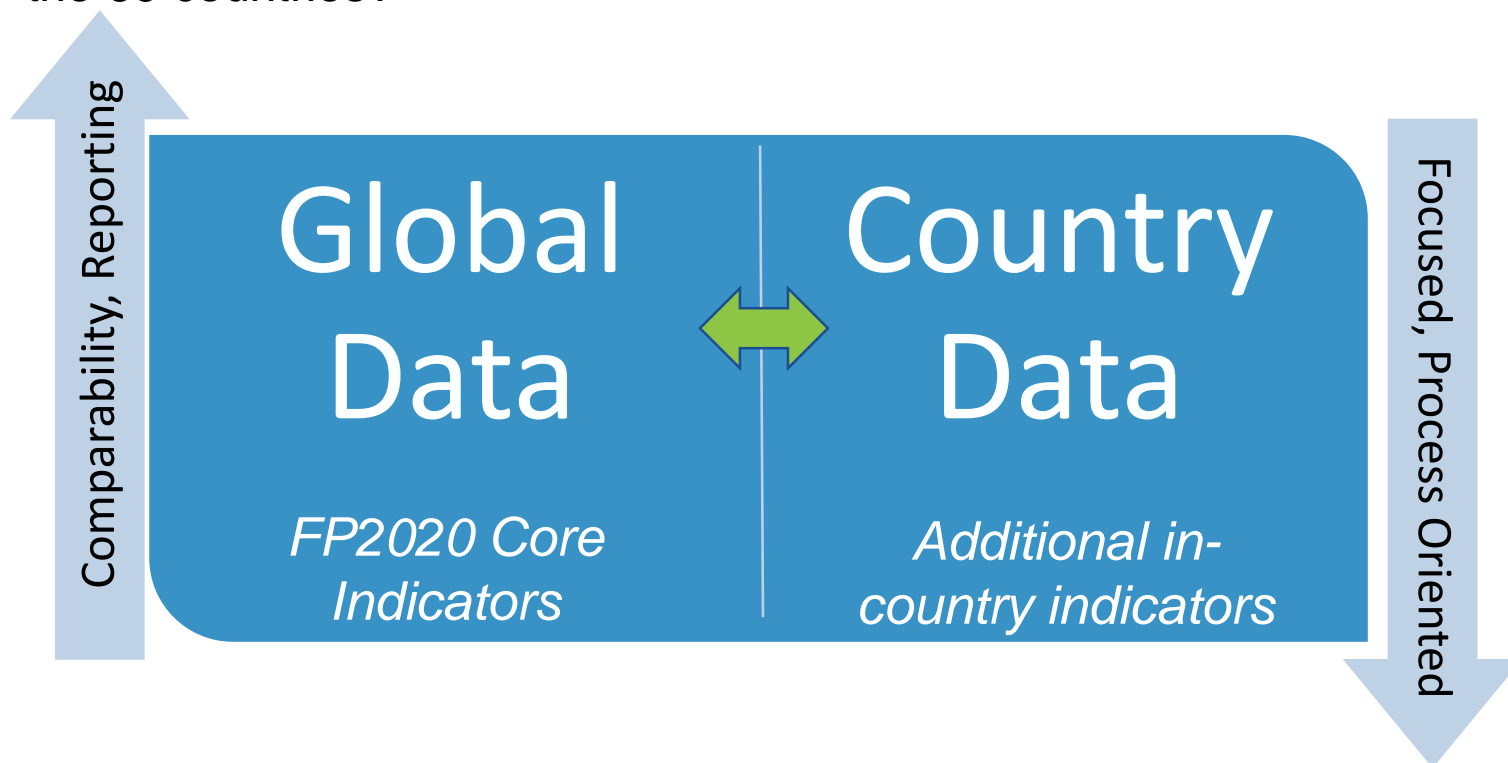 Comparability, Reporting
Global
Data
FP2020 Core
Indicators
Country
Data
Additional in-
country indicators
Focused, Process Oriented